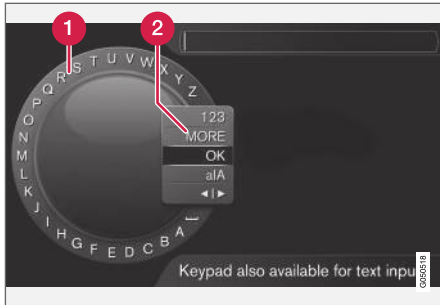 1
2
A B C D E F G H I J K L M N O P Q R S T U V W X Y Z
123
MORE
OK
a|A
◄|►
Keypad also available for text inpu
G050518